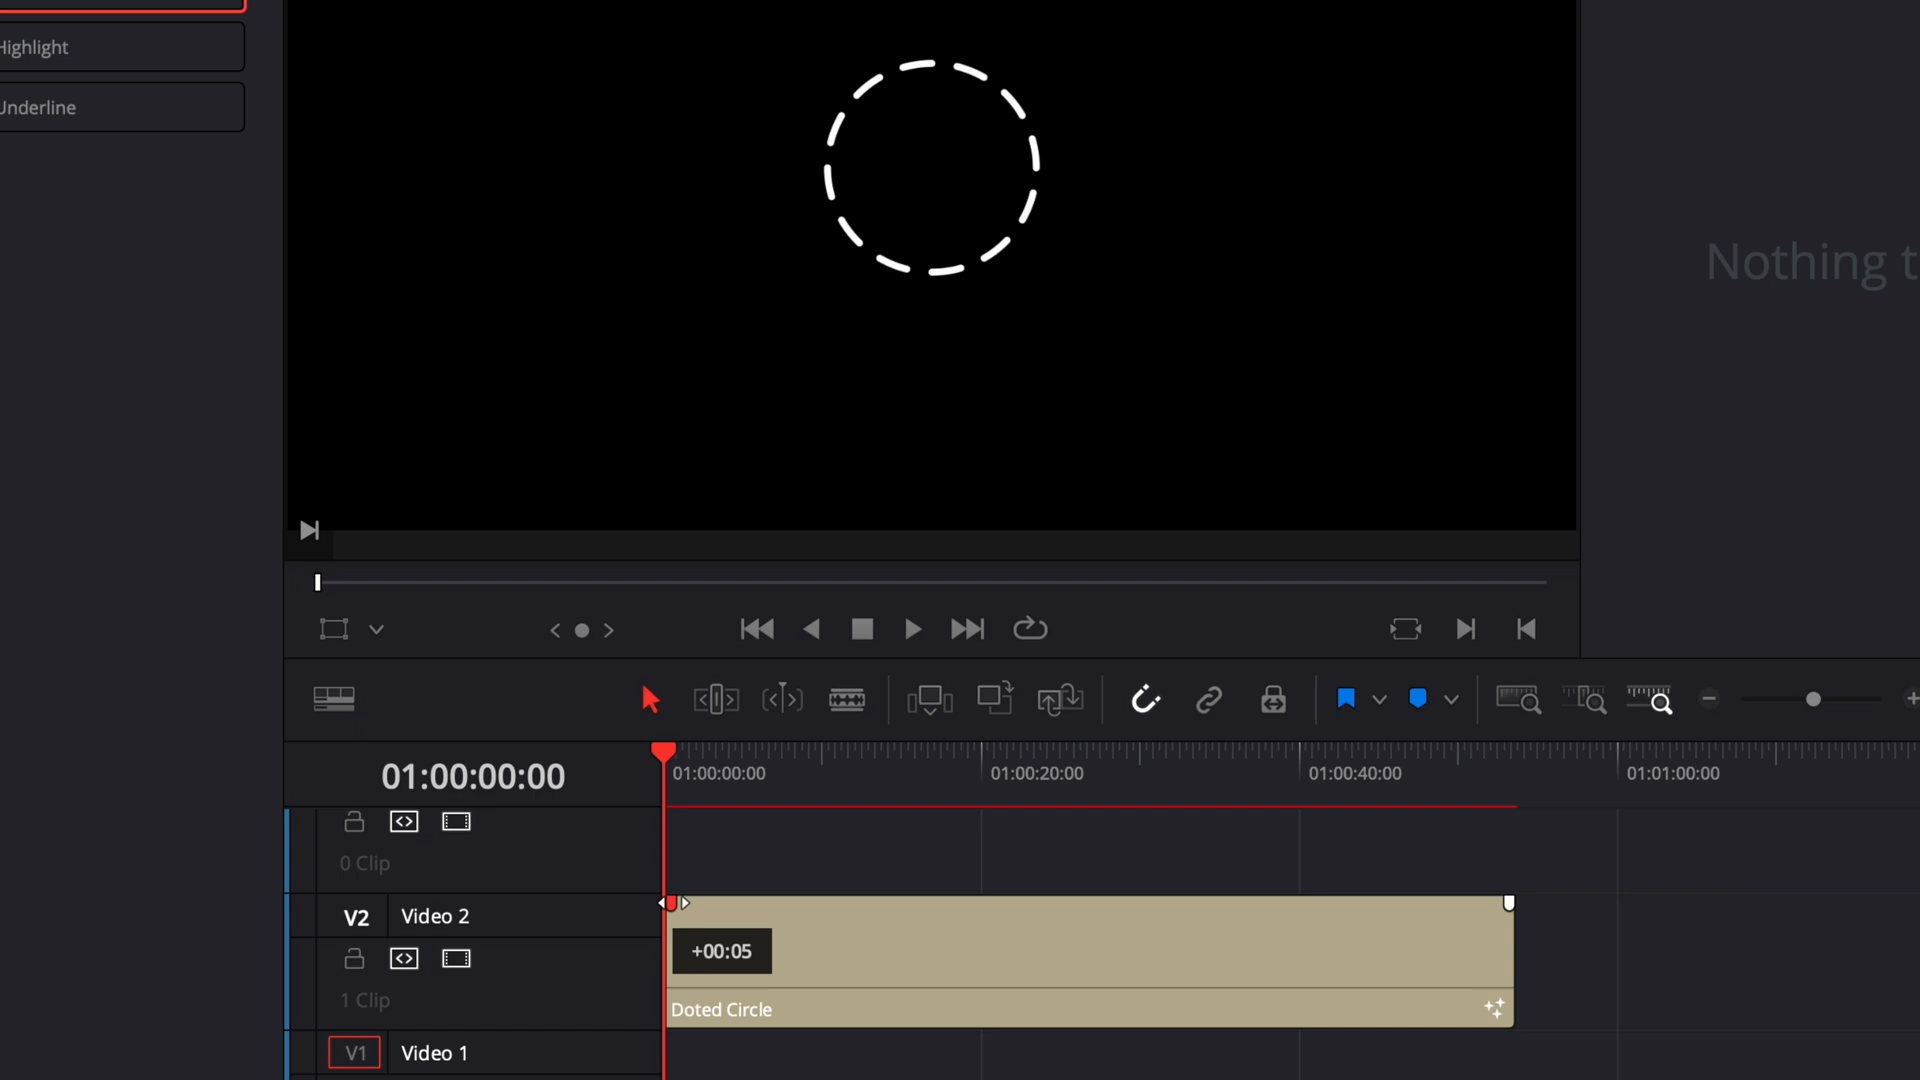 Highlight
Underline
Nothing t
01:00:00:00
01:00:00:00
01:00:20:00
01:00:40:00
01:01:00:00
0 Clip
V2
Video 2
+00:05
1 Clip
Doted Circle
V1
Video 1